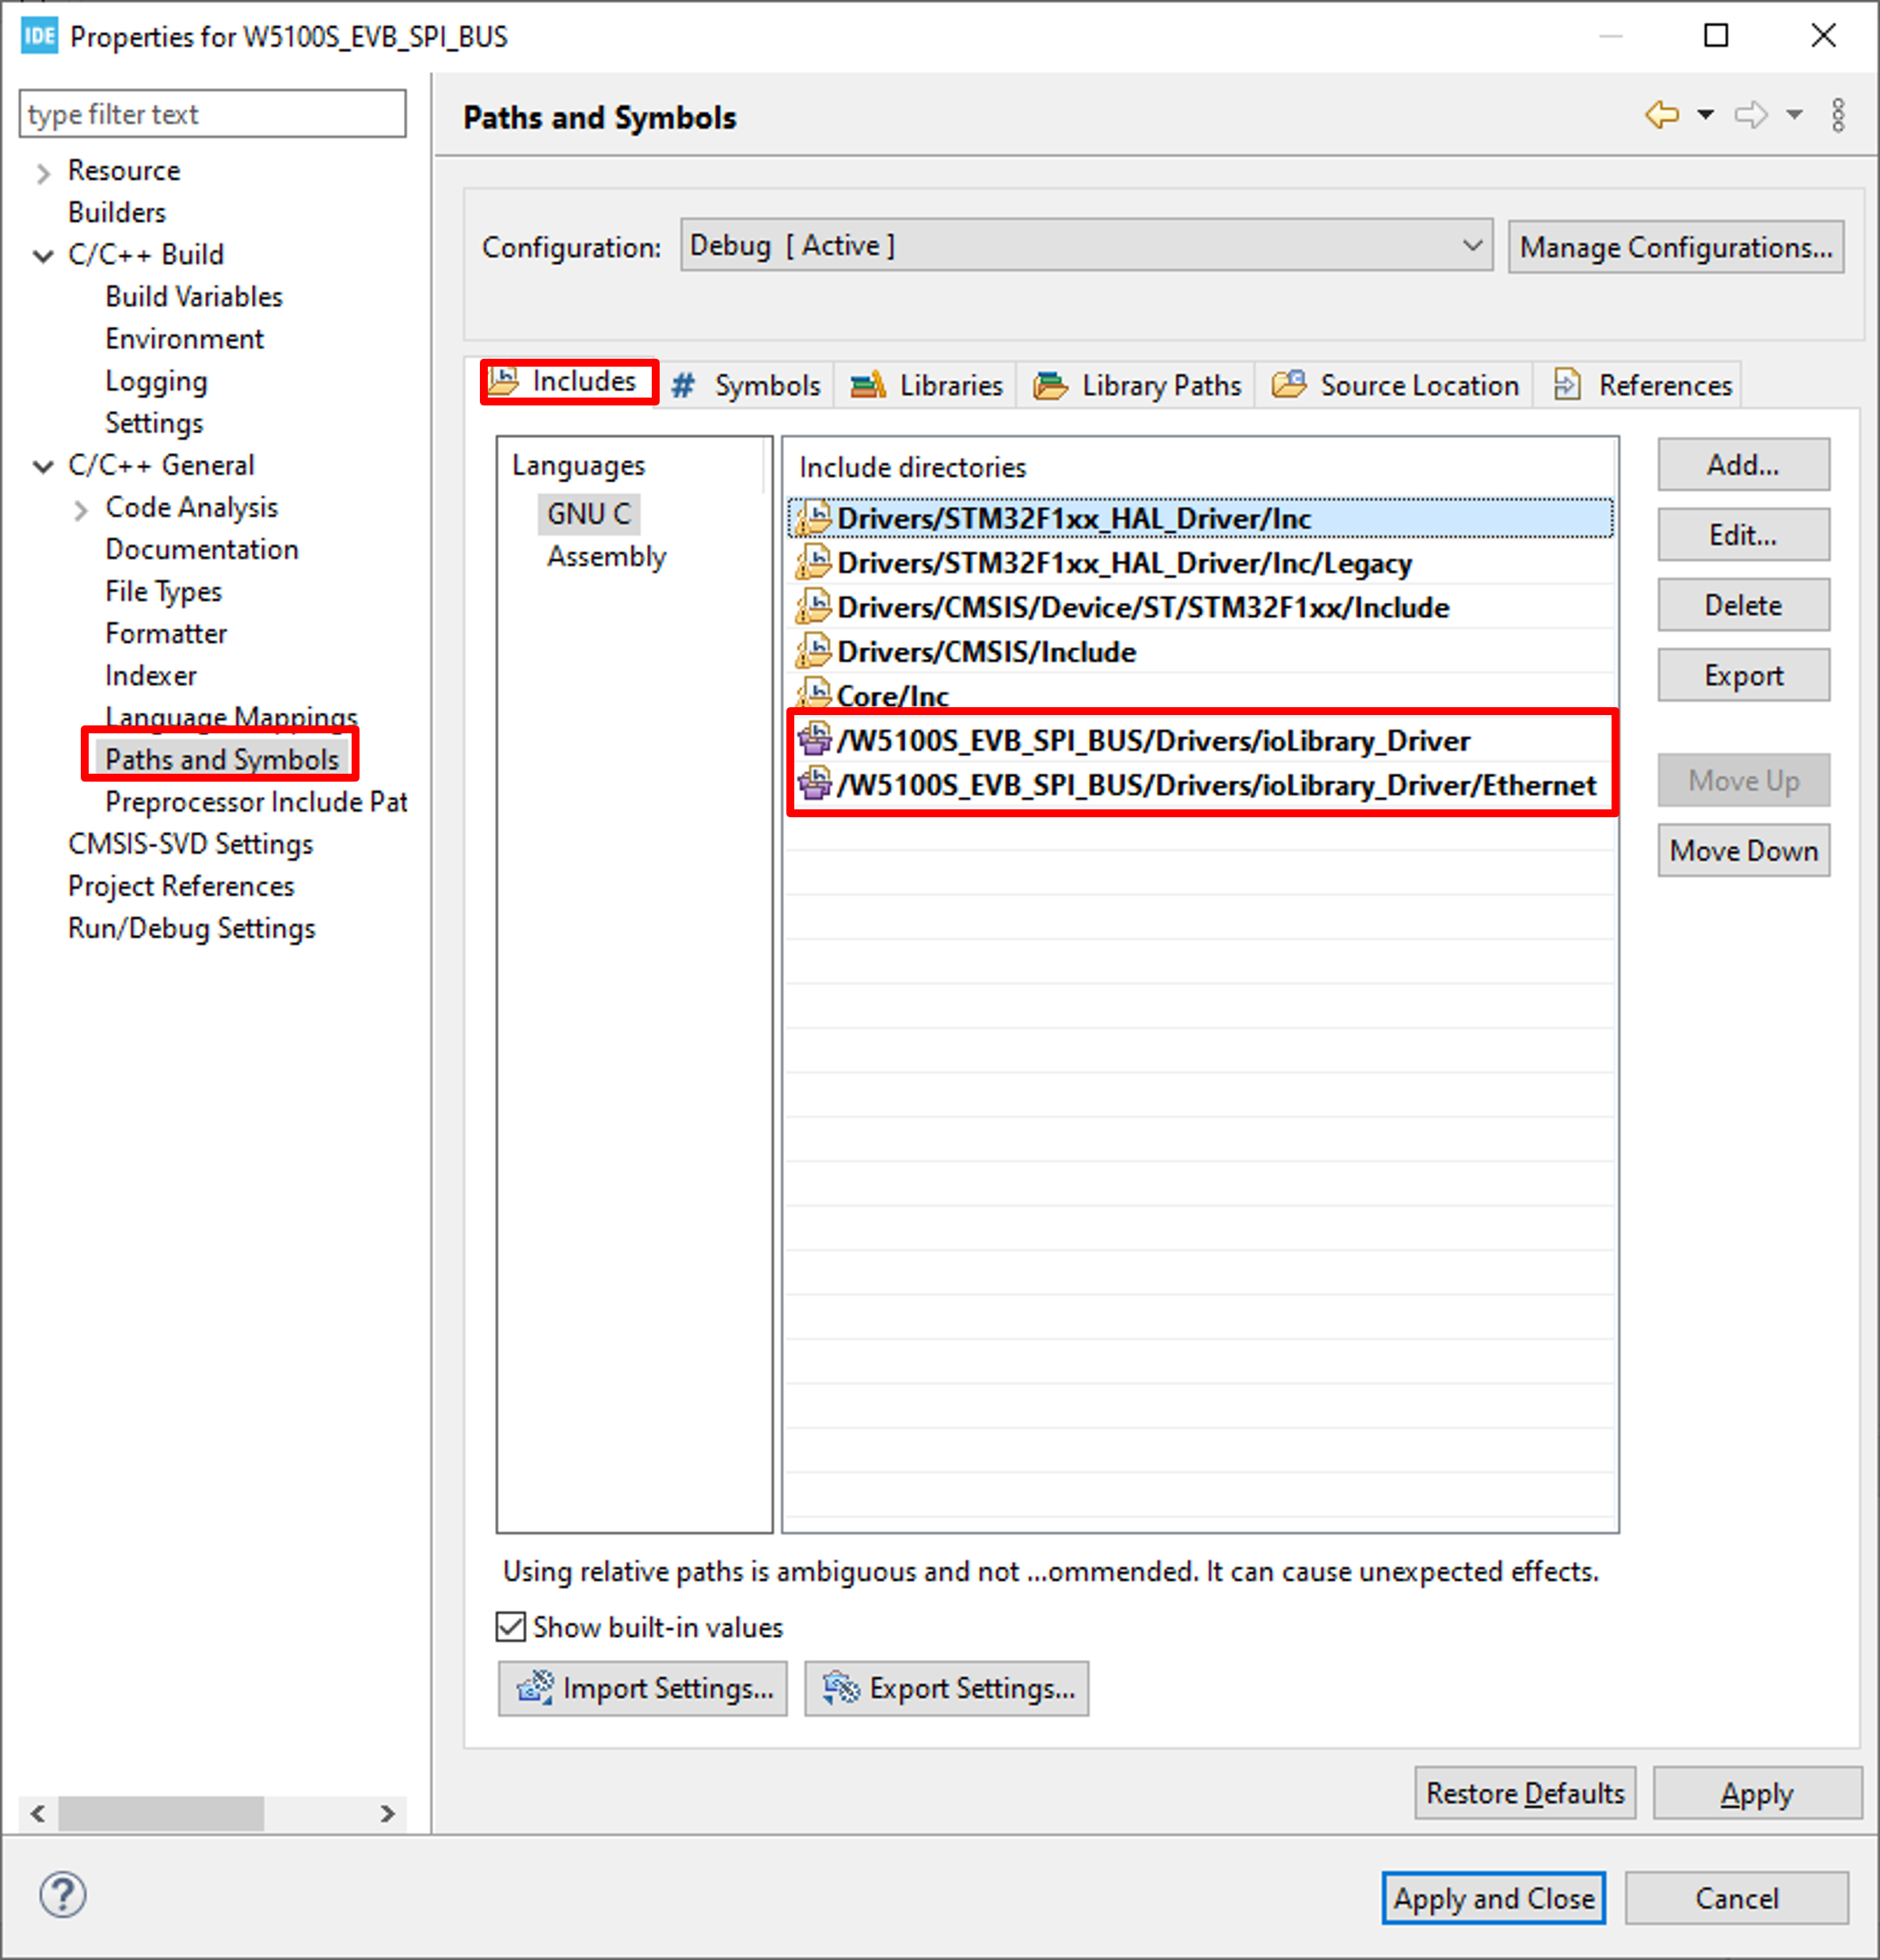 IDE Properties for W5100S_EVB_SPI_BUS
type filter text
Resource
Builders
C/C++ Build
Build Variables
Environment
Logging
Settings
C/C++ General
Code Analysis
Documentation
File Types
Formatter
Indexer
Language Mappings
Paths and Symbols
Preprocessor Include Pat
CMSIS-SVD Settings
Project References
Run/Debug Settings
Paths and Symbols
Configuration: Debug [ Active ] Manage Configurations...
Includes # Symbols Libraries Library Paths Source Location References
Languages
GNU C
Assembly
Include directories
Drivers/STM32F1xx_HAL_Driver/Inc
Drivers/STM32F1xx_HAL_Driver/Inc/Legacy
Drivers/CMSIS/Device/ST/STM32F1xx/Include
Drivers/CMSIS/Include
Core/Inc
/W5100S_EVB_SPI_BUS/Drivers/ioLibrary_Driver
/W5100S_EVB_SPI_BUS/Drivers/ioLibrary_Driver/Ethernet
Add...
Edit...
Delete
Export
Move Up
Move Down
Using relative paths is ambiguous and not ...ommended. It can cause unexpected effects.
Show built-in values
Import Settings... Export Settings...
Restore Defaults Apply
? Apply and Close Cancel